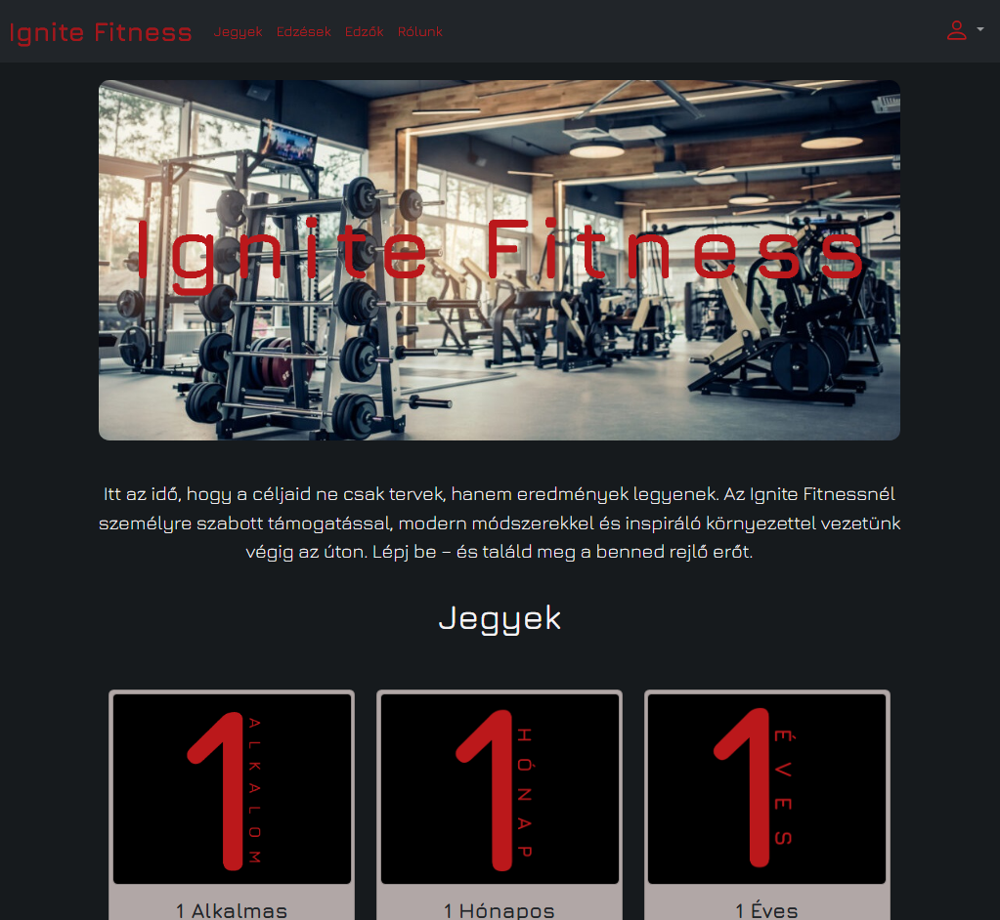 Ignite Fitness
Jegyek Edzések Edzők Rólunk
Ignite Fitness
Itt az idő, hogy a céljaid ne csak tervek, hanem eredmények legyenek. Az Ignite Fitnessnél
személyre szabott támogatással, modern módszerekkel és inspiráló környezettel vezetünk
végig az úton. Lépj be – és találd meg a benned rejlő erőt.
Jegyek
1 ALKALOM
1 HÓNAP
1 ÉVES
1 Alkalmas
1 Hónapos
1 Éves